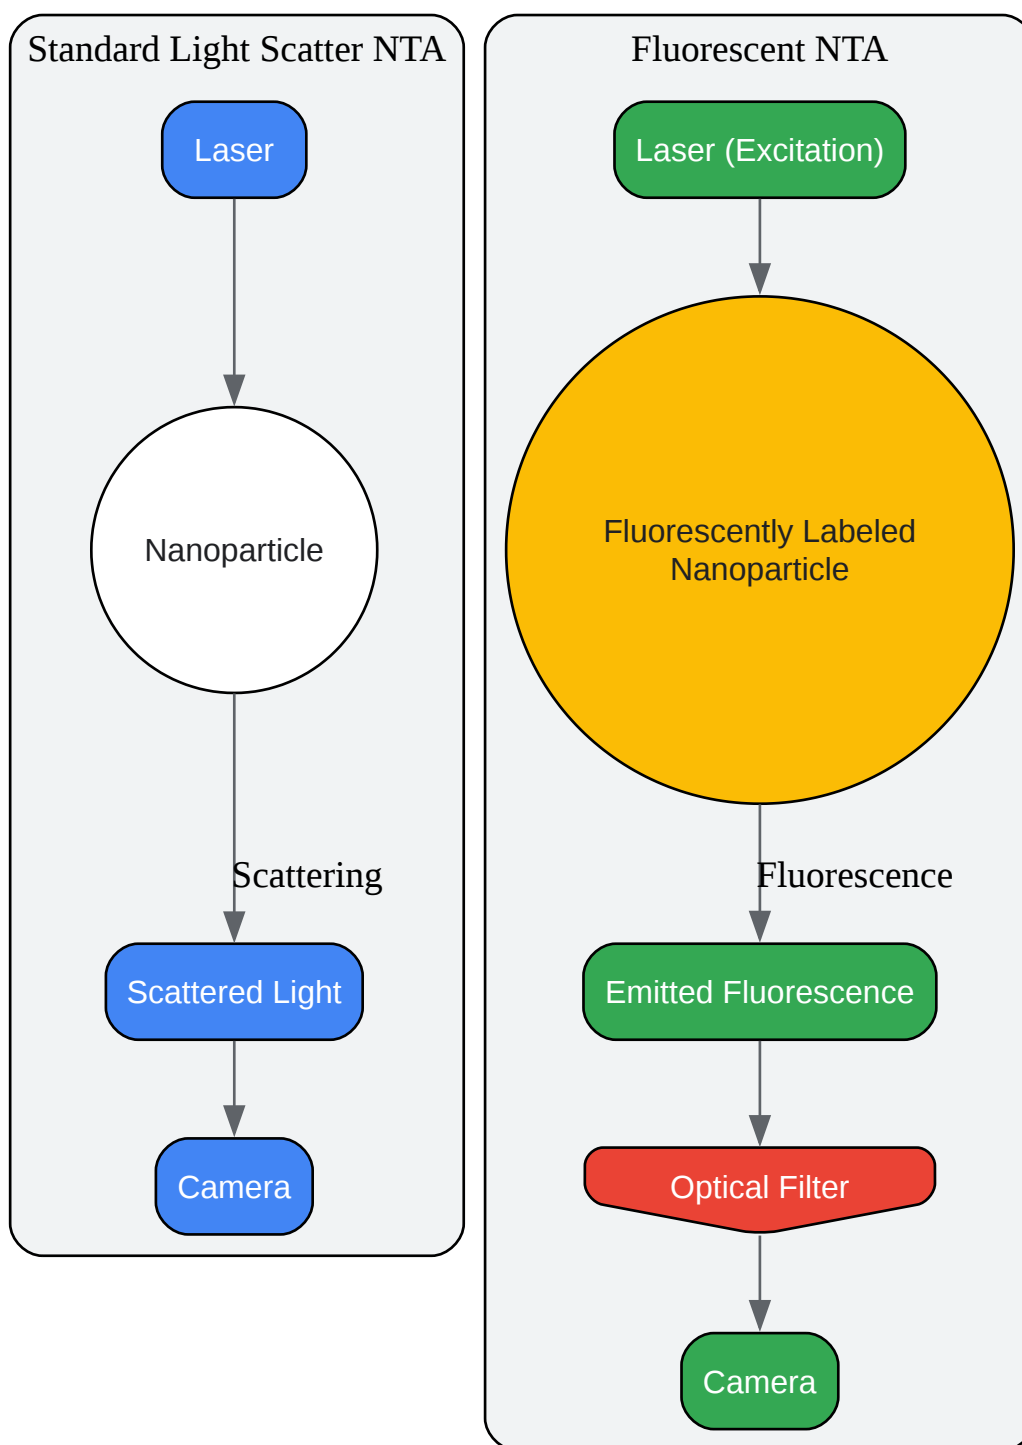 Standard Light Scatter NTA
Laser
Nanoparticle
Scattering
Scattered Light
Camera
Fluorescent NTA
Laser (Excitation)
Fluorescently Labeled
Nanoparticle
Fluorescence
Emitted Fluorescence
Optical Filter
Camera